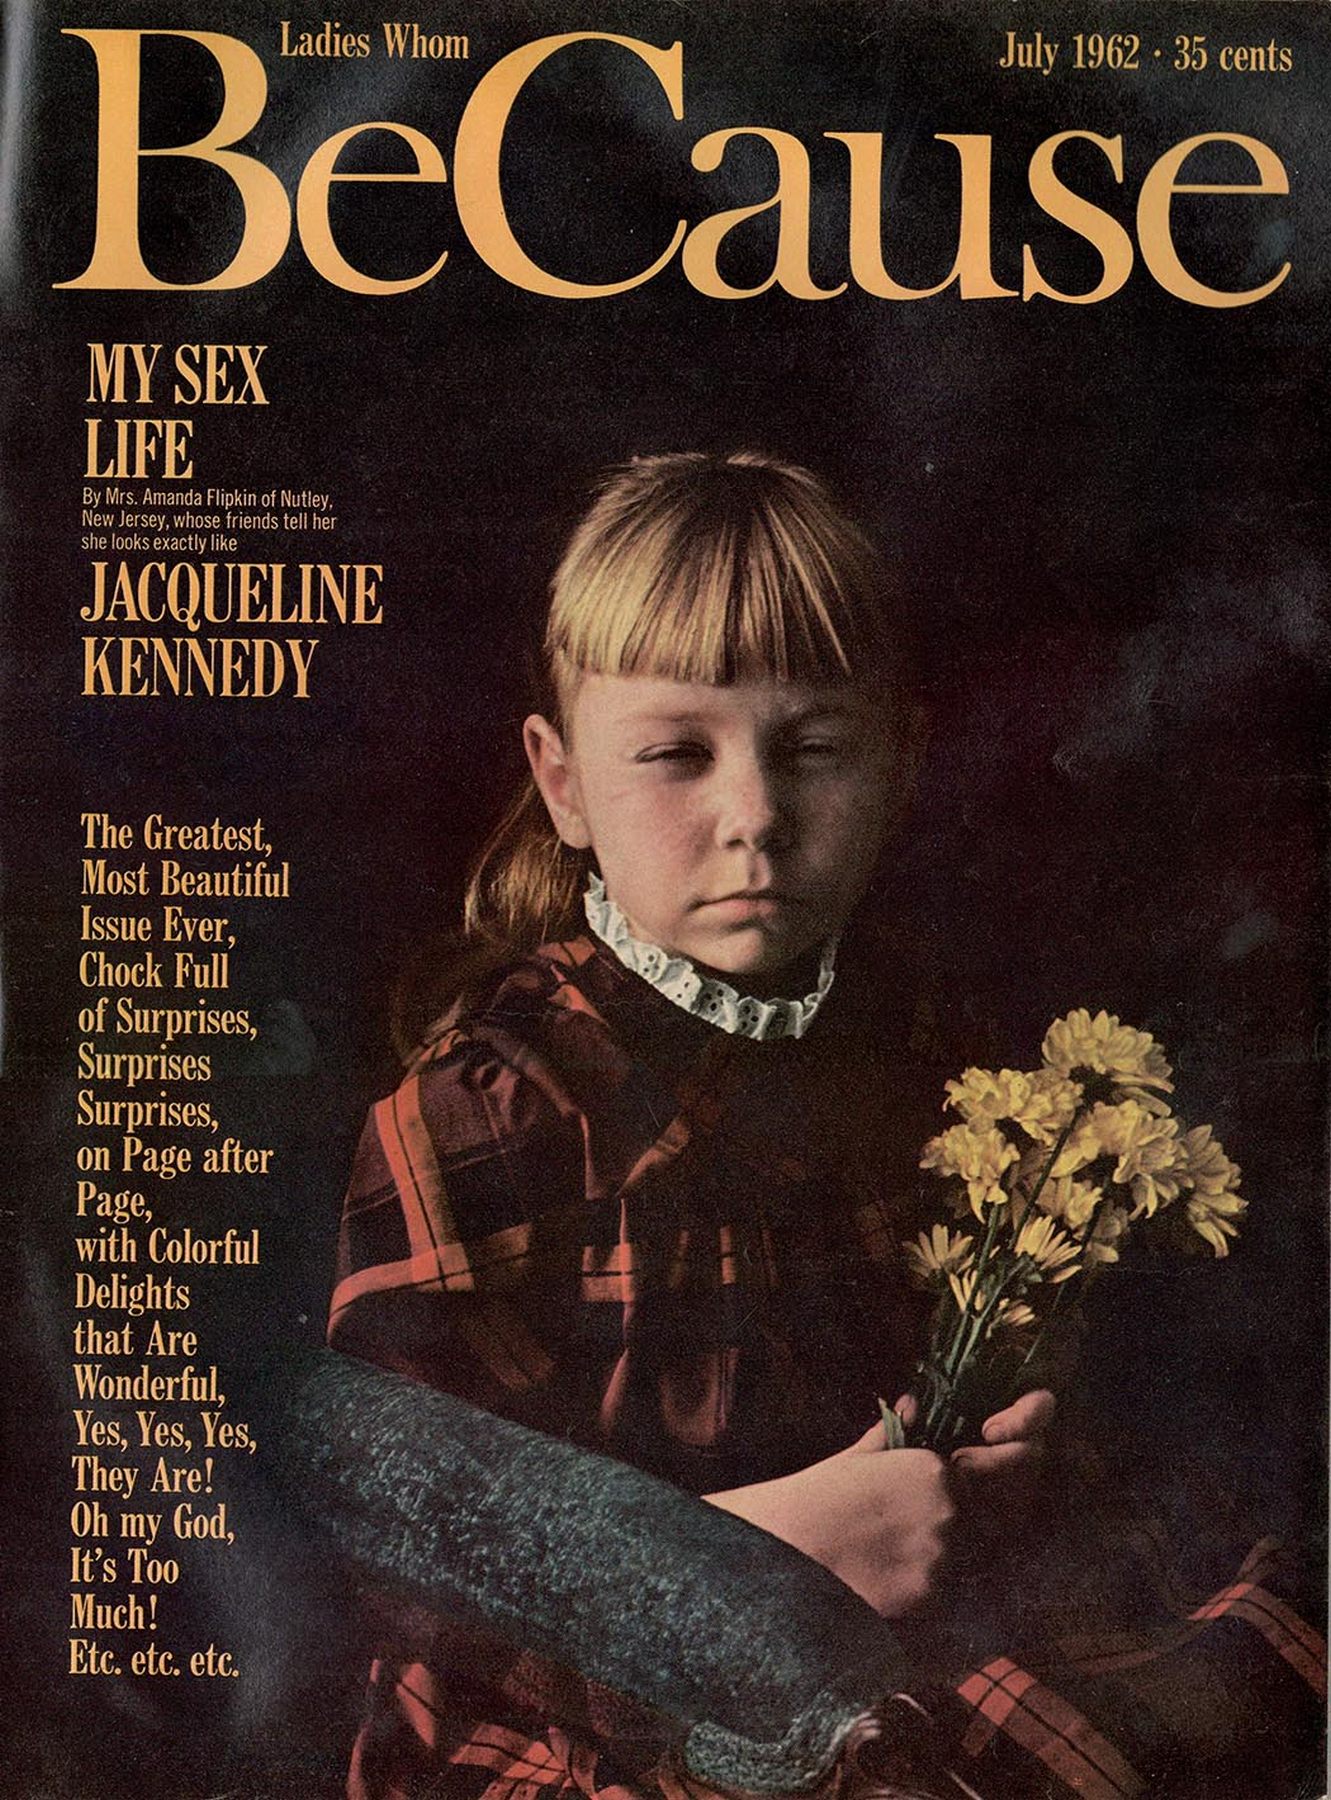 Ladies Whom
July 1962 · 35 cents
BeCause
MY SEX
LIFE
By Mrs. Amanda Flipkin of Nutley,
New Jersey, whose friends tell her
she looks exactly like
JACQUELINE
KENNEDY
The Greatest,
Most Beautiful
Issue Ever,
Chock Full
of Surprises,
Surprises
Surprises,
on Page after
Page,
with Colorful
Delights
that Are
Wonderful,
Yes, Yes, Yes,
They Are!
Oh my God,
It's Too
Much!
Etc. etc. etc.